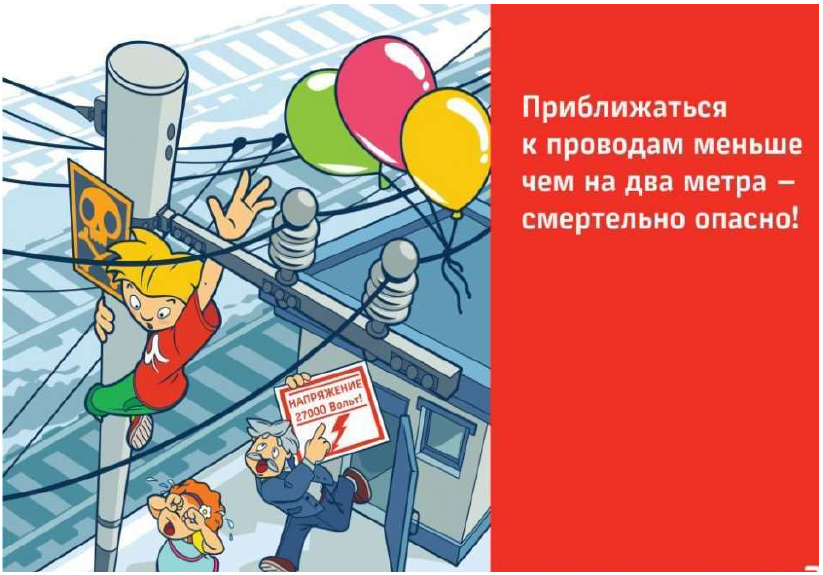 НАПРЯЖЕНИЕ
27000 Вольт!
Приближаться
к проводам меньше
чем на два метра –
смертельно опасно!